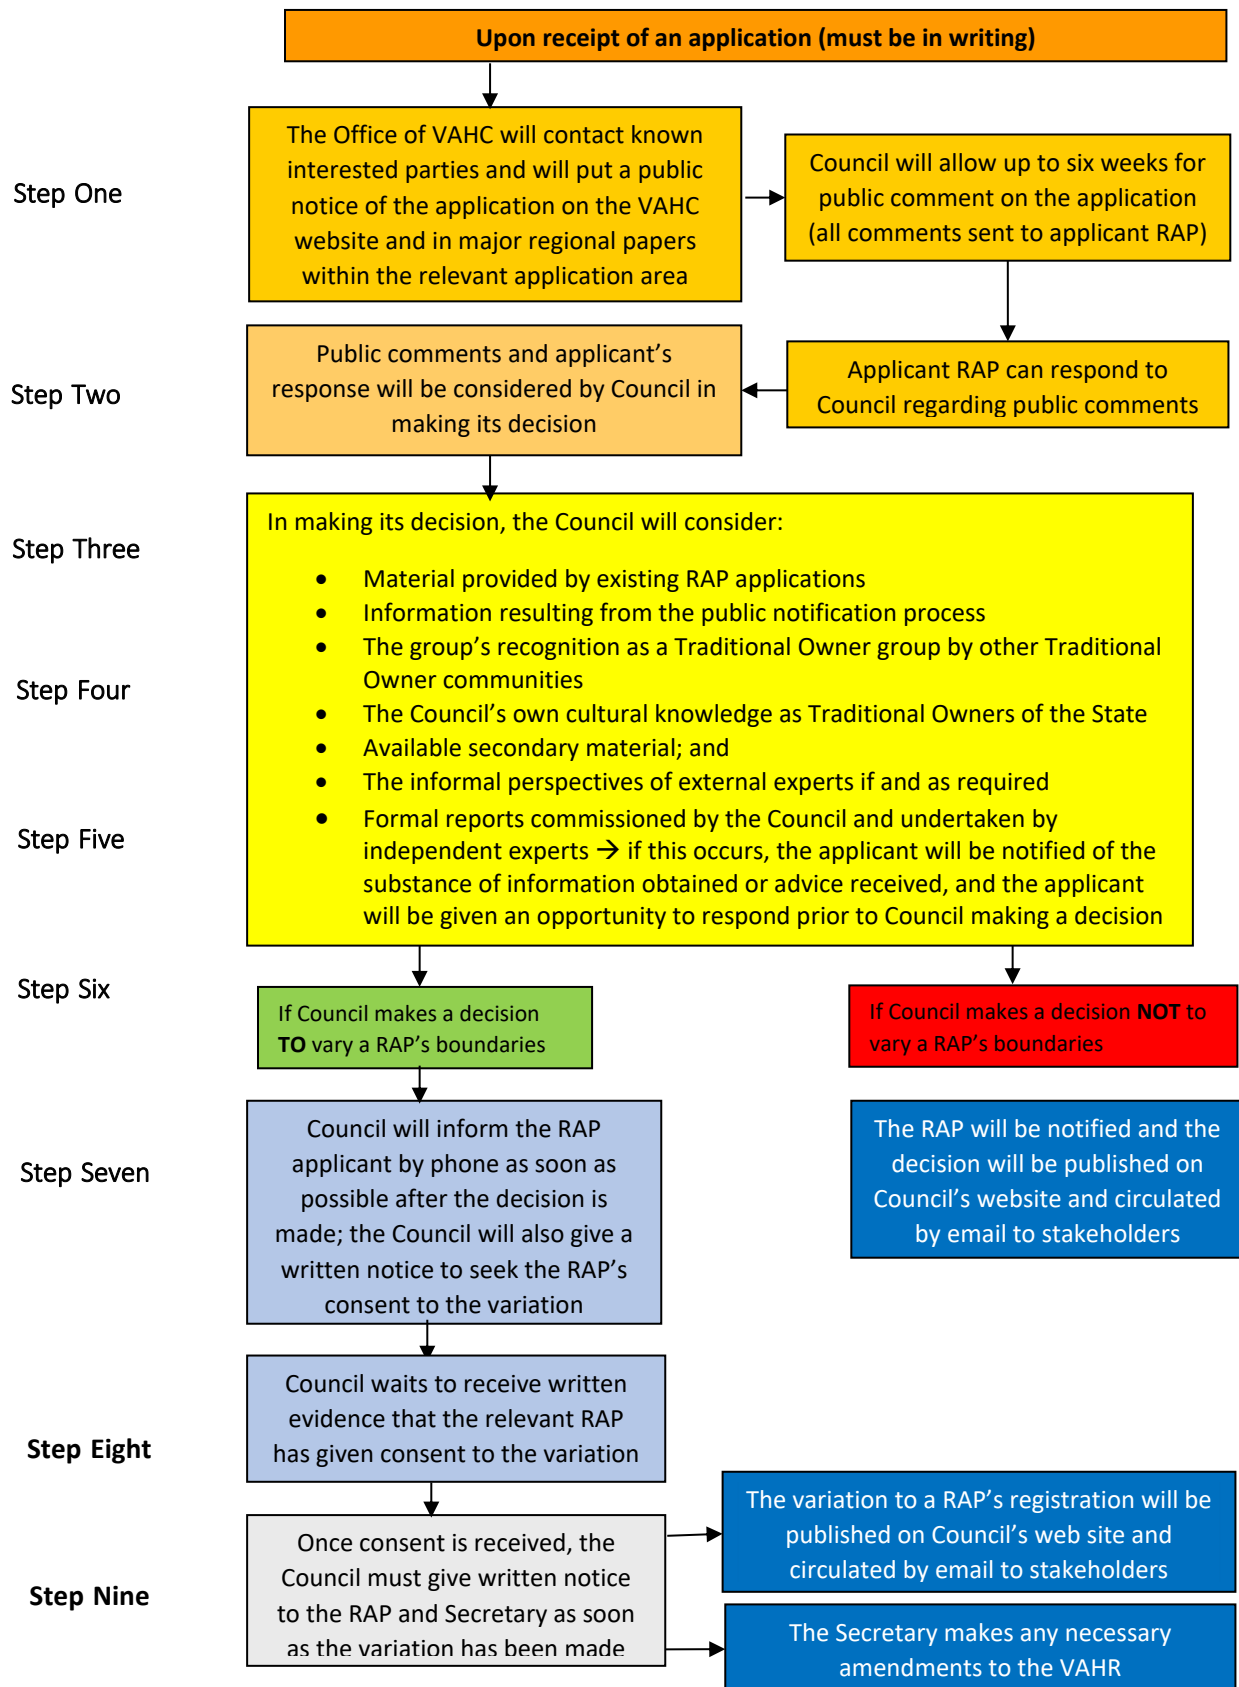 Upon receipt of an application (must be in writing)
Step One
The Office of VAHC will contact known
interested parties and will put a public
notice of the application on the VAHC
website and in major regional papers
within the relevant application area
Council will allow up to six weeks for
public comment on the application
(all comments sent to applicant RAP)
Step Two
Public comments and applicant’s
response will be considered by Council in
making its decision
Applicant RAP can respond to
Council regarding public comments
Step Three
Step Four
Step Five
In making its decision, the Council will consider:
• Material provided by existing RAP applications
• Information resulting from the public notification process
• The group’s recognition as a Traditional Owner group by other Traditional
Owner communities
• The Council’s own cultural knowledge as Traditional Owners of the State
• Available secondary material; and
• The informal perspectives of external experts if and as required
• Formal reports commissioned by the Council and undertaken by
independent experts → if this occurs, the applicant will be notified of the
substance of information obtained or advice received, and the applicant
will be given an opportunity to respond prior to Council making a decision
Step Six
If Council makes a decision
TO vary a RAP’s boundaries
If Council makes a decision NOT to
vary a RAP’s boundaries
Step Seven
Council will inform the RAP
applicant by phone as soon as
possible after the decision is
made; the Council will also give a
written notice to seek the RAP’s
consent to the variation
The RAP will be notified and the
decision will be published on
Council’s website and circulated
by email to stakeholders
Step Eight
Council waits to receive written
evidence that the relevant RAP
has given consent to the variation
Step Nine
Once consent is received, the
Council must give written notice
to the RAP and Secretary as soon
as the variation has been made
The variation to a RAP’s registration will be
published on Council’s web site and
circulated by email to stakeholders
The Secretary makes any necessary
amendments to the VAHR